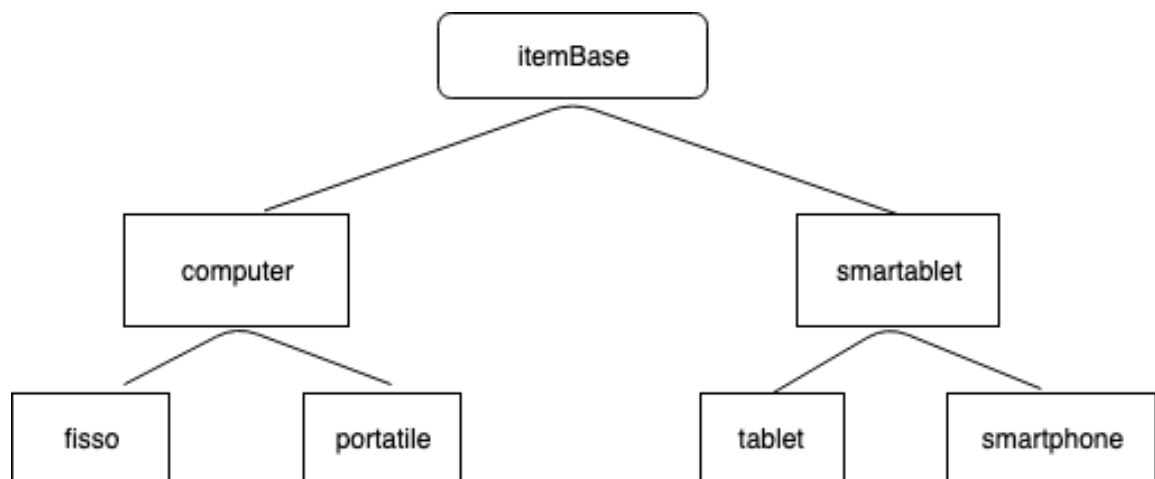 itemBase
computer
smartablet
fisso
portatile
tablet
smartphone